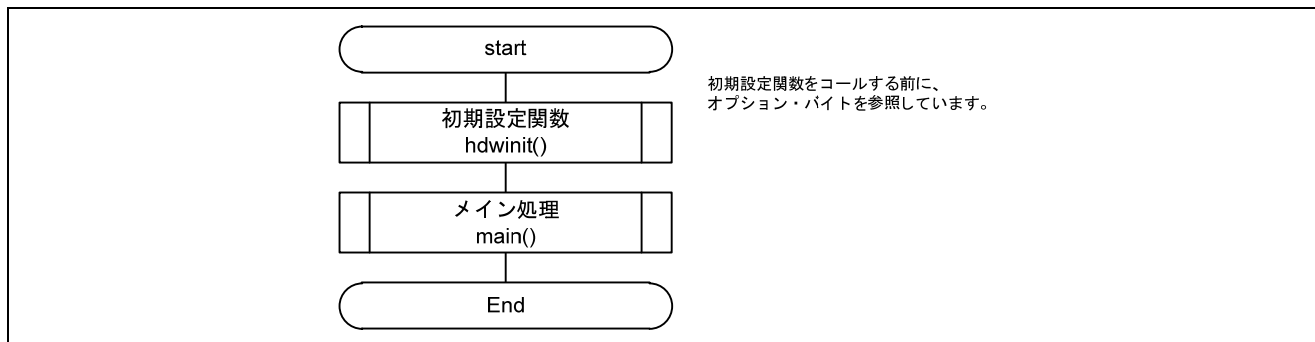 start
初期設定関数をコールする前に、
オプション・バイトを参照しています。
初期設定関数
hdwinit()
メイン処理
main()
End